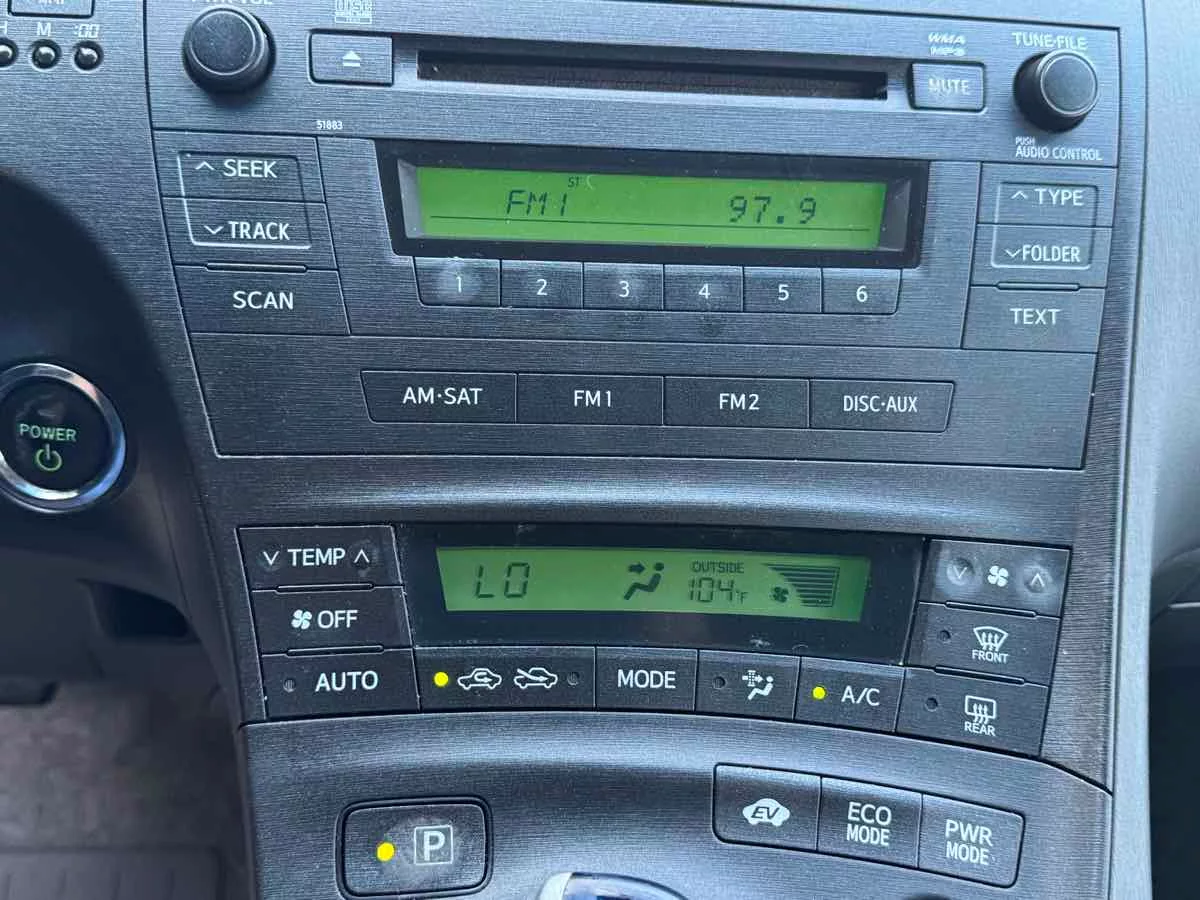 M :00
DISC
WMA
MP3
TUNE·FILE
MUTE
51883
PUSH
AUDIO CONTROL
SEEK
TRACK
SCAN
ST
FM1 97.9
TYPE
FOLDER
TEXT
1 2 3 4 5 6
AM·SAT FM1 FM2 DISC·AUX
POWER
TEMP
OFF
AUTO
LO
OUTSIDE
104°F
FRONT
MODE
A/C
REAR
P
EV
ECO
MODE
PWR
MODE